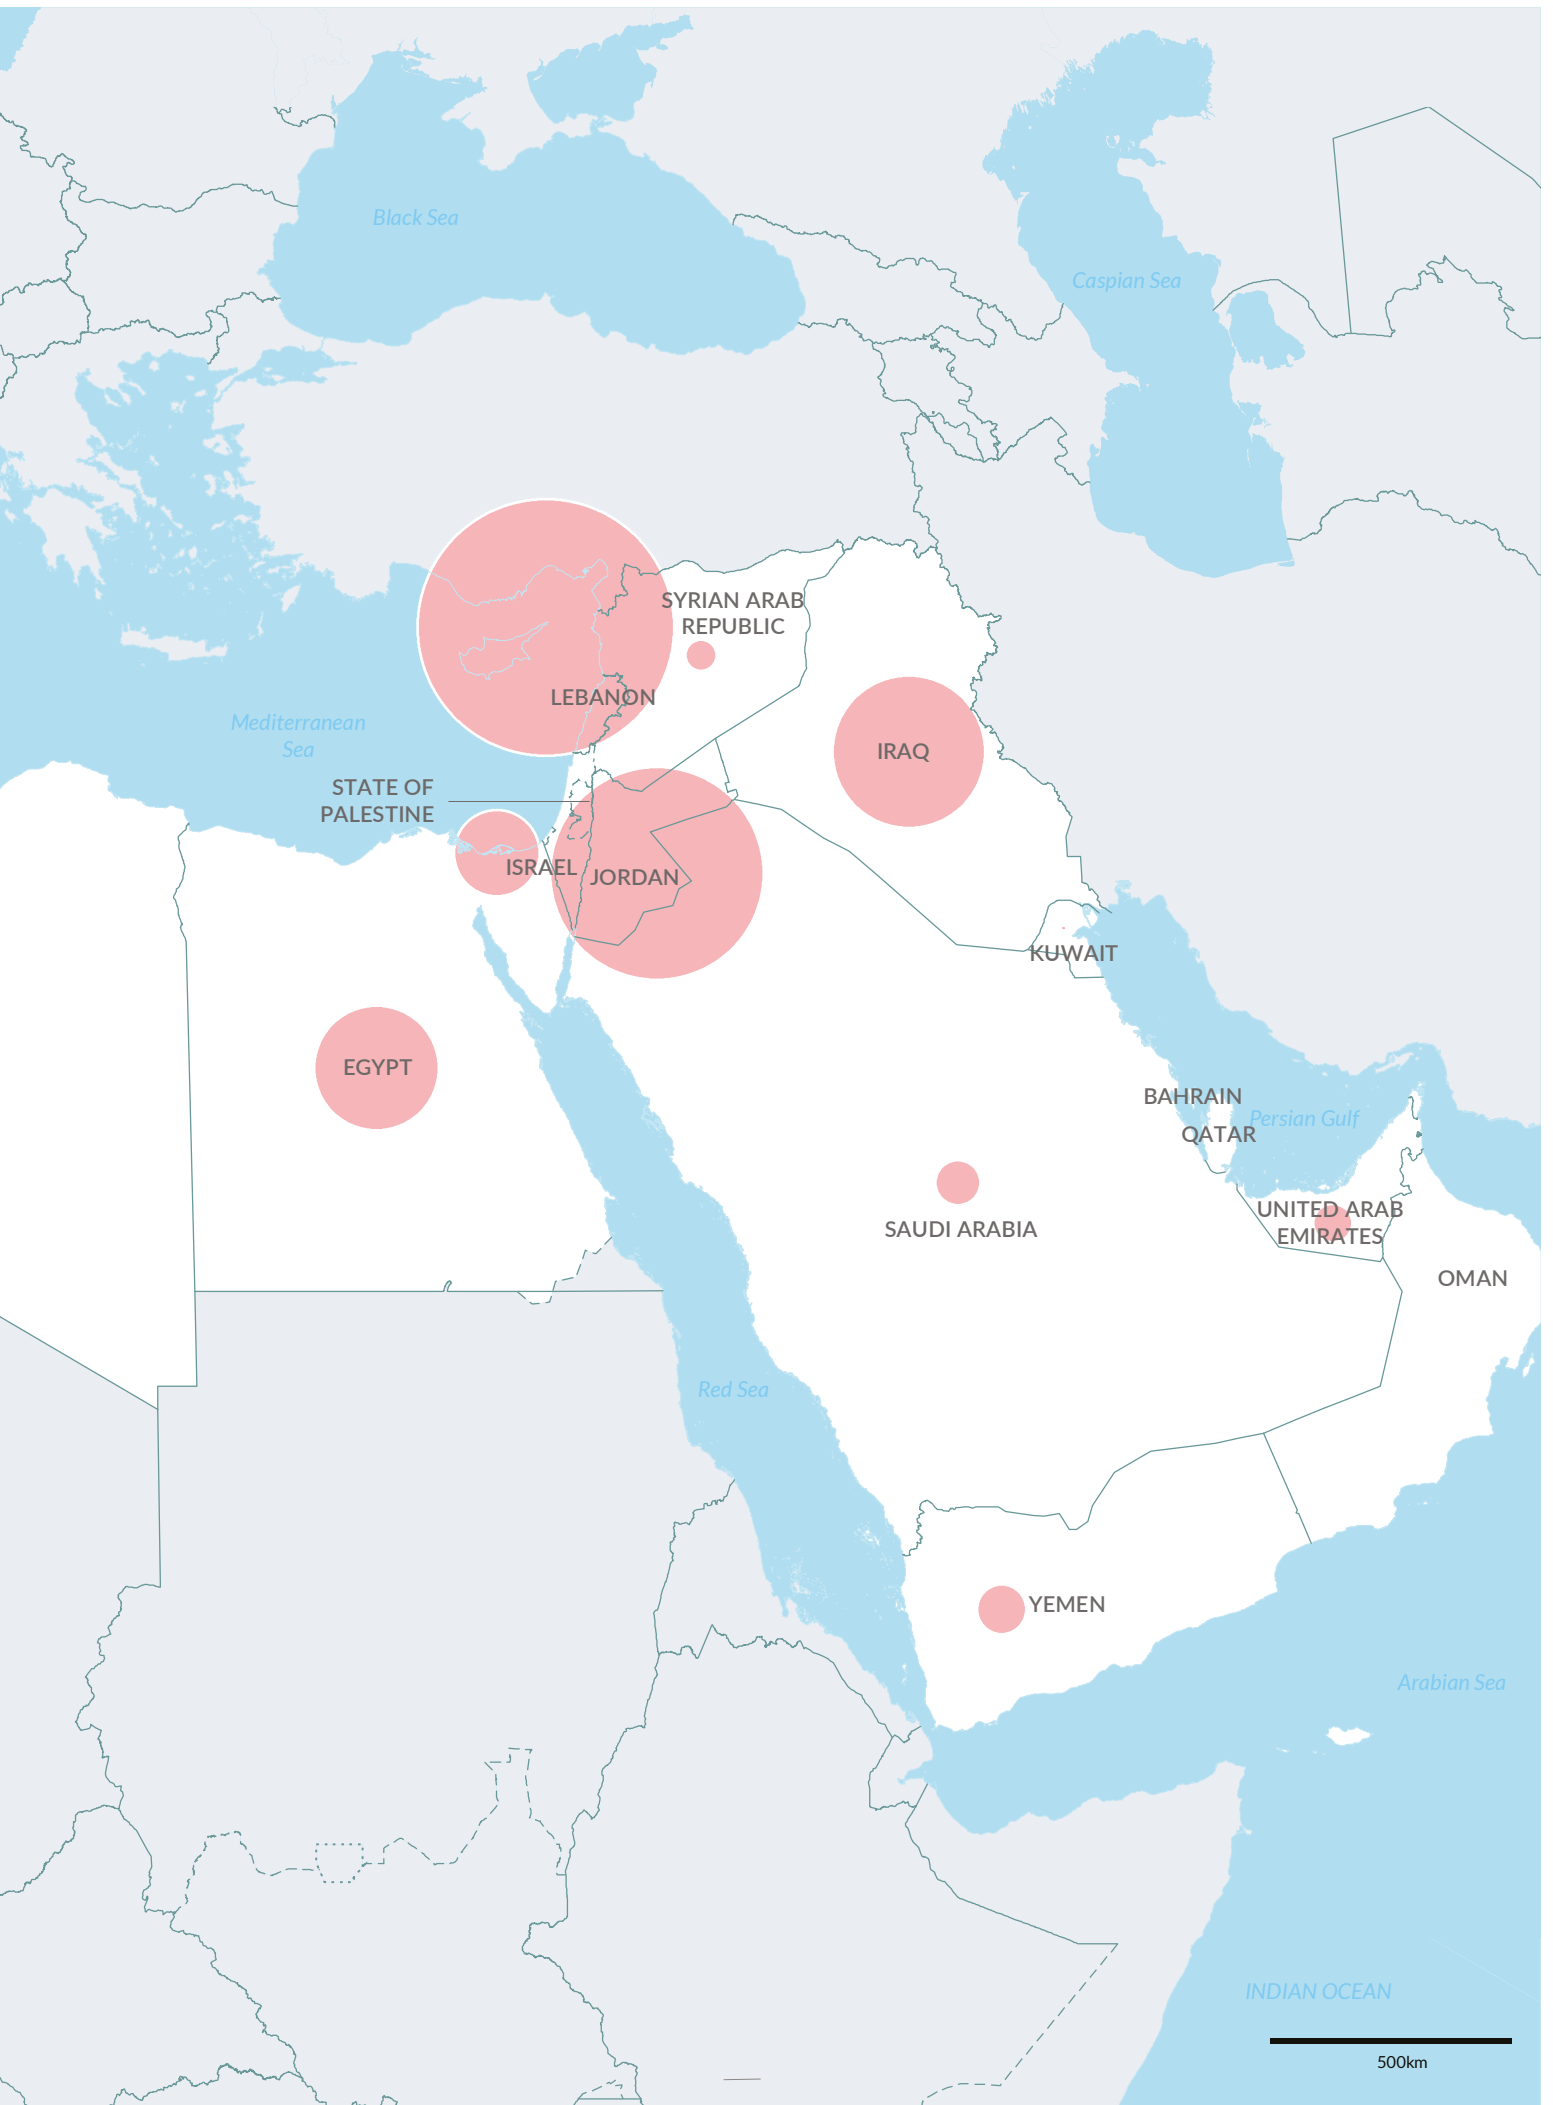 Black Sea
Caspian Sea
SYRIAN ARAB
REPUBLIC
LEBANON
Mediterranean
Sea
IRAQ
STATE OF
PALESTINE
ISRAEL
JORDAN
KUWAIT
EGYPT
BAHRAIN
Persian Gulf
QATAR
UNITED ARAB
EMIRATES
SAUDI ARABIA
OMAN
Red Sea
YEMEN
Arabian Sea
INDIAN OCEAN
500km